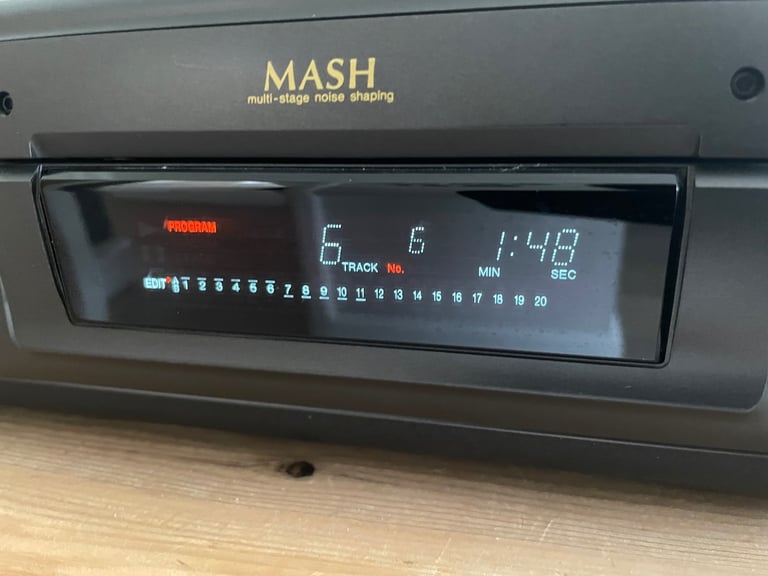 MASH
multi-stage noise shaping
PROGRAM
6 TRACK No. 6 1:48
MIN SEC
EDIT A B 1 2 3 4 5 6 7 8 9 10 11 12 13 14 15 16 17 18 19 20